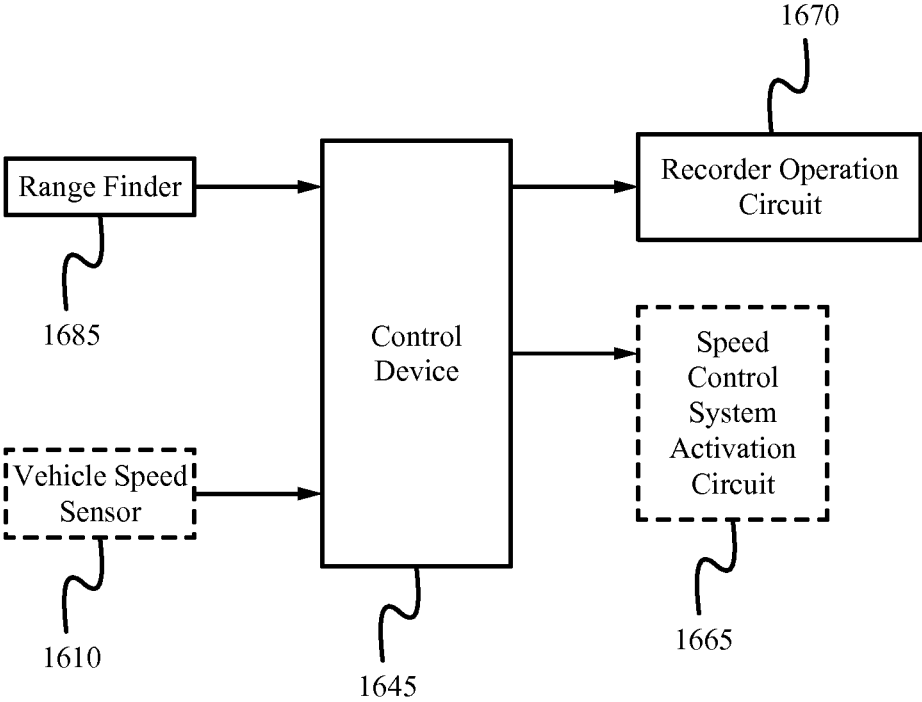 1670
Range Finder
Recorder Operation
Circuit
1685
Control
Device
Speed
Control
System
Activation
Circuit
Vehicle Speed
Sensor
1610
1645
1665